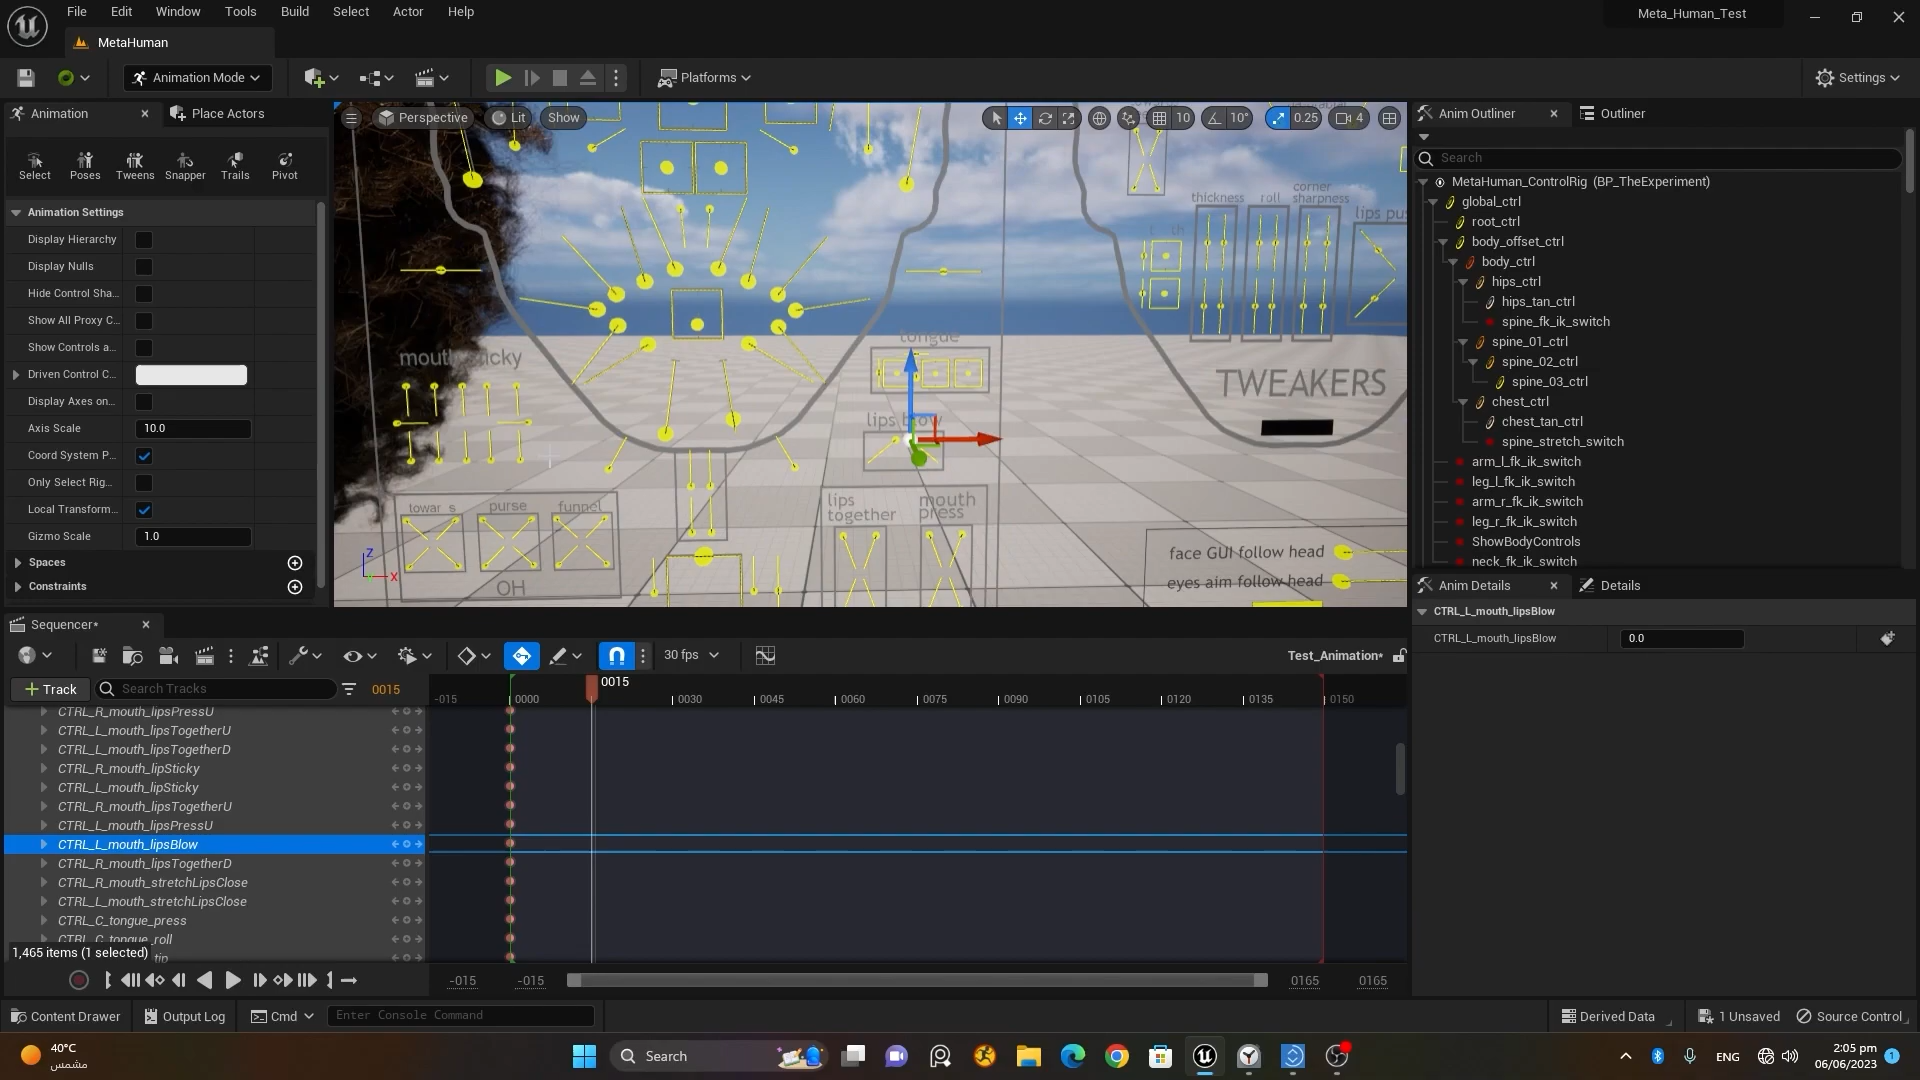 File Edit Window Tools Build Select Actor Help
Meta_Human_Test
MetaHuman
Animation Mode
Platforms
Settings
Animation
Place Actors
Select Poses Tweens Snapper Trails Pivot
Animation Settings
Display Hierarchy
Display Nulls
Hide Control Sha...
Show All Proxy C...
Show Controls a...
Driven Control C...
Display Axes on...
Axis Scale 10.0
Coord System P...
Only Select Rig...
Local Transform...
Gizmo Scale 1.0
Spaces
Constraints
Perspective Lit Show
10 10° 0.25 4
thickness roll corner
sharpness
mouth sticky
tongue
lips blow
TWEAKERS
purse funnel
OH
lips
together
mouth
press
face GUI follow head
eyes aim follow head
Z
X
Anim Outliner
Outliner
Search
MetaHuman_ControlRig (BP_TheExperiment)
global_ctrl
root_ctrl
body_offset_ctrl
body_ctrl
hips_ctrl
hips_tan_ctrl
spine_fk_ik_switch
spine_01_ctrl
spine_02_ctrl
spine_03_ctrl
chest_ctrl
chest_tan_ctrl
spine_stretch_switch
arm_l_fk_ik_switch
leg_l_fk_ik_switch
arm_r_fk_ik_switch
leg_r_fk_ik_switch
ShowBodyControls
neck_fk_ik_switch
Anim Details
Details
CTRL_L_mouth_lipsBlow
CTRL_L_mouth_lipsBlow 0.0
Sequencer*
30 fps
Test_Animation*
Track
Search Tracks
0015
0015
-015 0000 0030 0045 0060 0075 0090 0105 0120 0135 0150
CTRL_R_mouth_lipsPressU
CTRL_L_mouth_lipsTogetherU
CTRL_L_mouth_lipsTogetherD
CTRL_R_mouth_lipSticky
CTRL_L_mouth_lipSticky
CTRL_R_mouth_lipsTogetherU
CTRL_L_mouth_lipsPressU
CTRL_L_mouth_lipsBlow
CTRL_R_mouth_lipsTogetherD
CTRL_R_mouth_stretchLipsClose
CTRL_L_mouth_stretchLipsClose
CTRL_C_tongue_press
CTRL_C_tongue_roll
1,465 items (1 selected)
tip
-015 -015 0165 0165
Content Drawer
Output Log
Cmd
Enter Console Command
Derived Data
1 Unsaved
Source Control
40°C
مشمس
Search
ENG
2:05 pm
06/06/2023
1